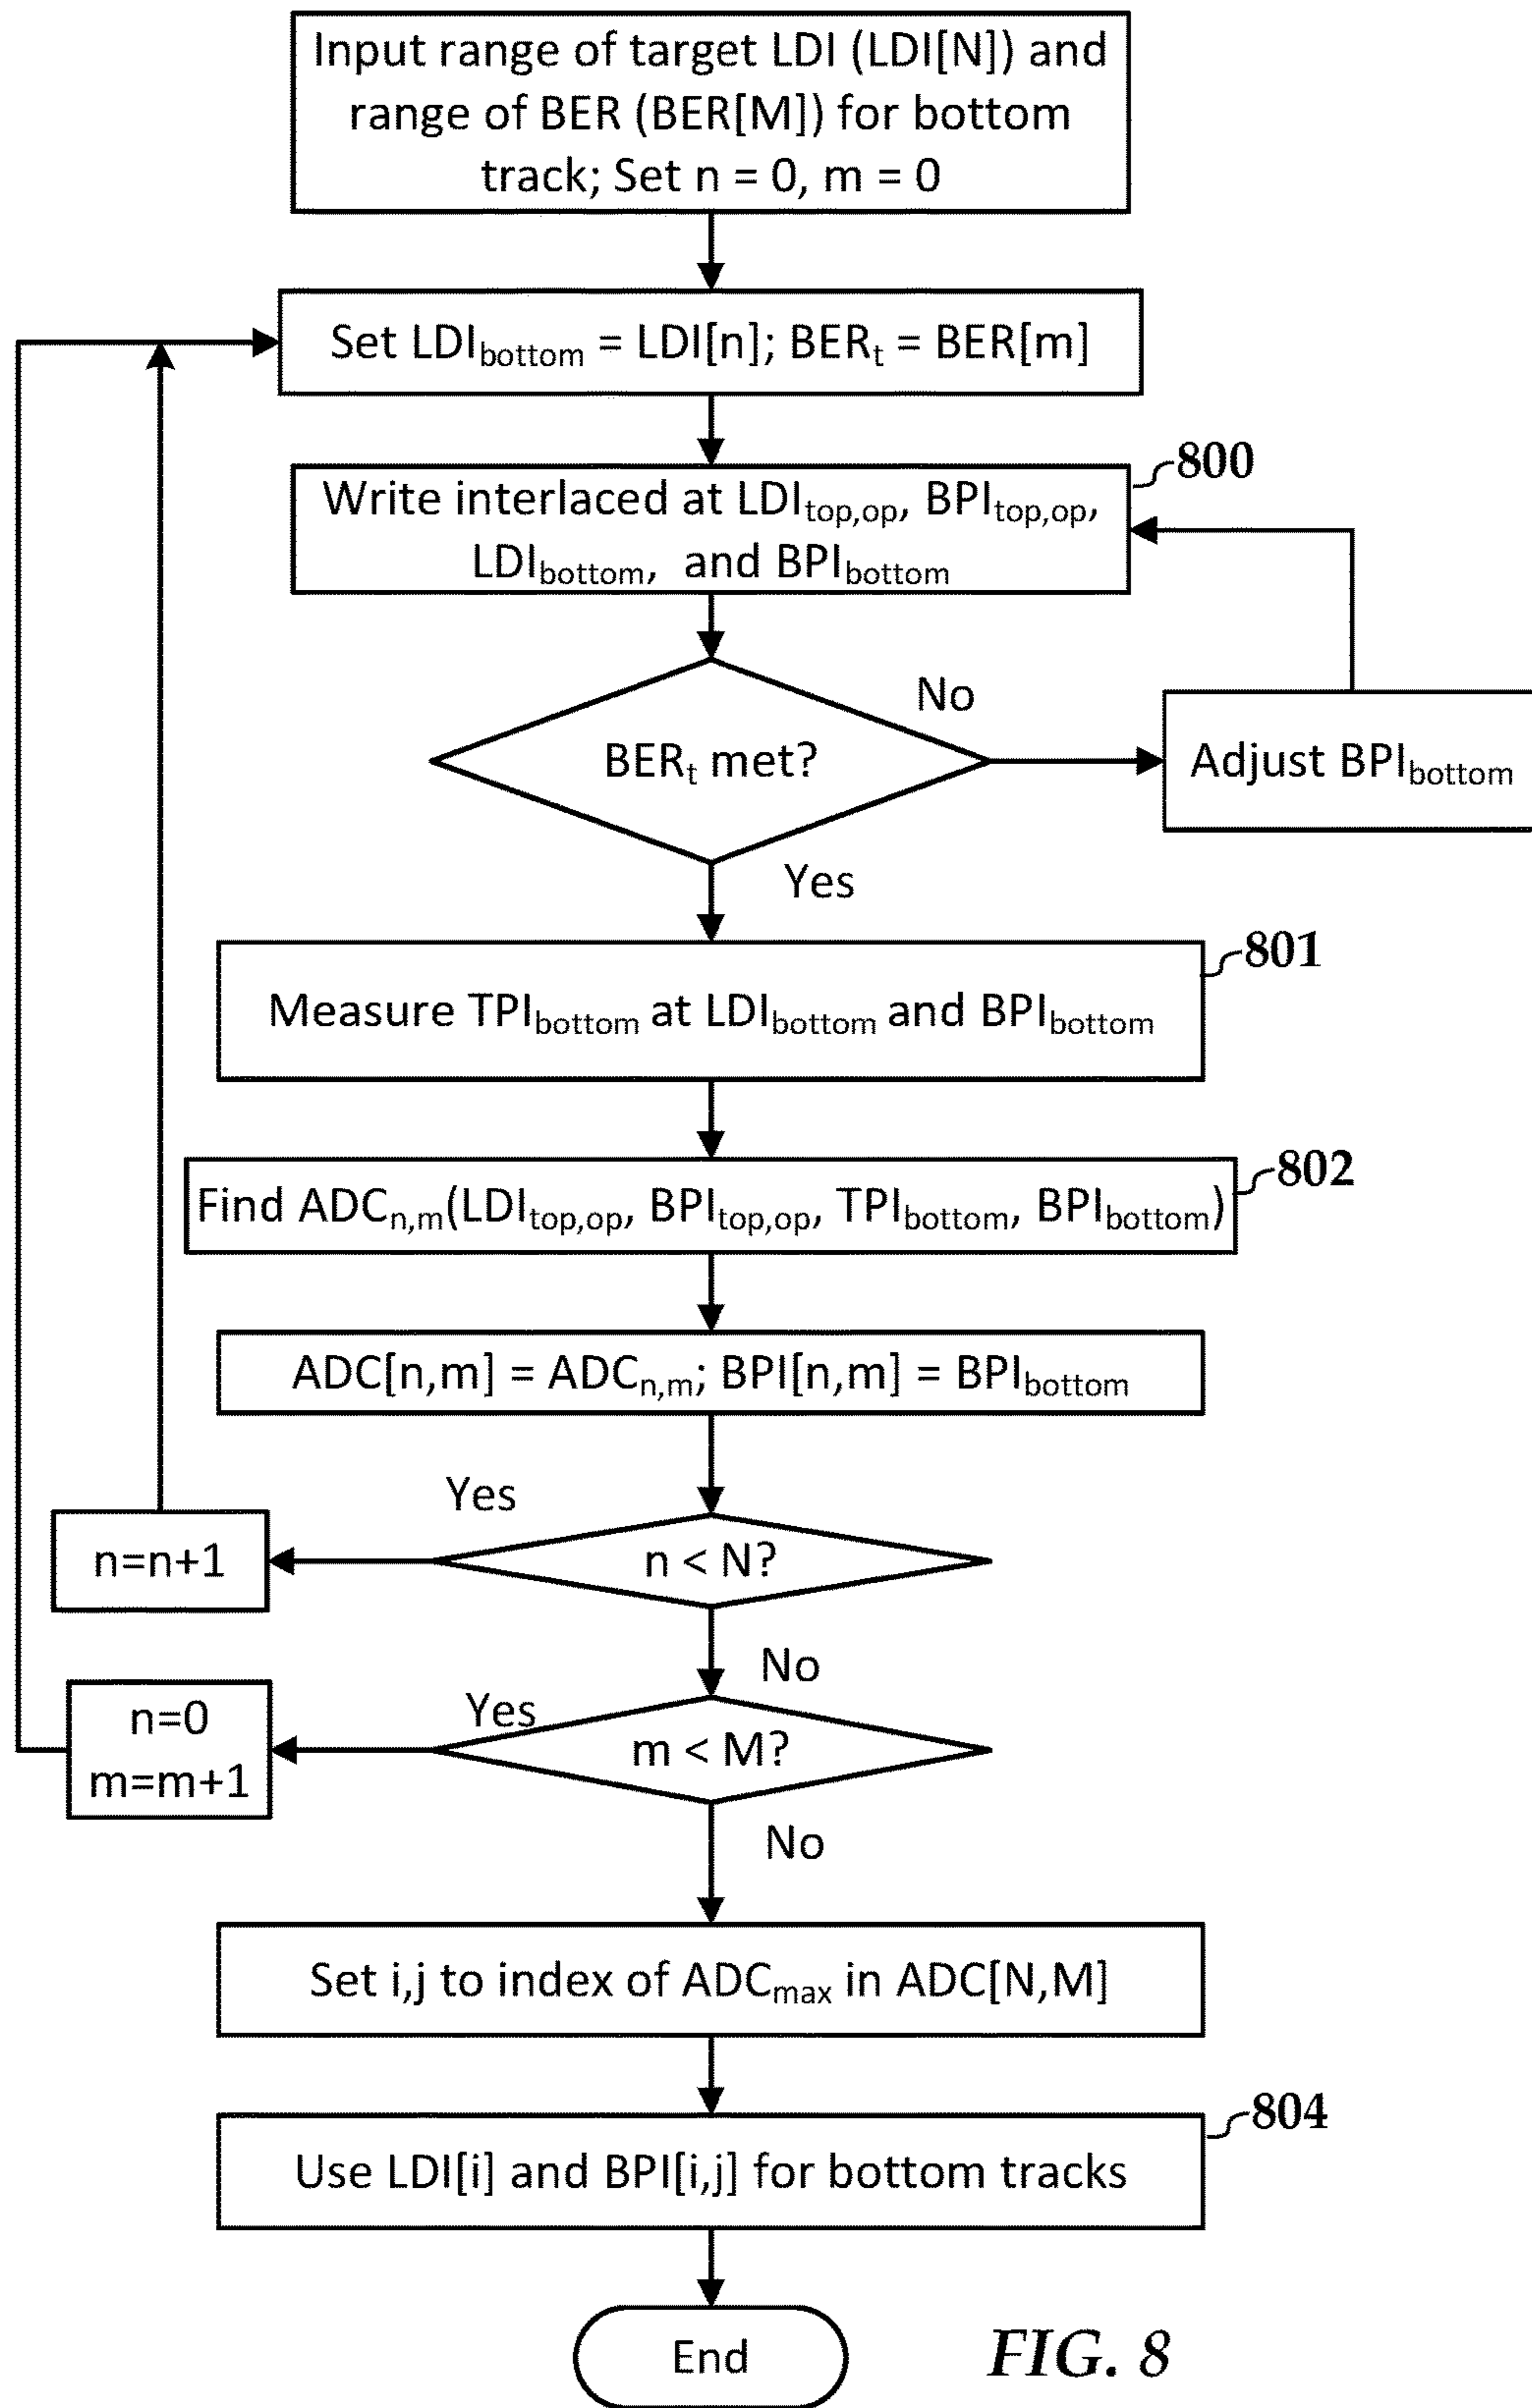 Input range of target LDI (LDI[N]) and
range of BER (BER[M]) for bottom
track; Set n = 0, m = 0
Set LDIbottom = LDI[n]; BERt = BER[m]
800
Write interlaced at LDItop,op, BPItop,op,
LDIbottom, and BPIbottom
No
BERt met?
Adjust BPIbottom
Yes
801
Measure TPIbottom at LDIbottom and BPIbottom
802
Find ADCn,m(LDItop,op, BPItop,op, TPIbottom, BPIbottom)
ADC[n,m] = ADCn,m; BPI[n,m] = BPIbottom
Yes
n=n+1
n < N?
No
Yes
n=0
m=m+1
m < M?
No
Set i,j to index of ADCmax in ADC[N,M]
804
Use LDI[i] and BPI[i,j] for bottom tracks
End
FIG. 8